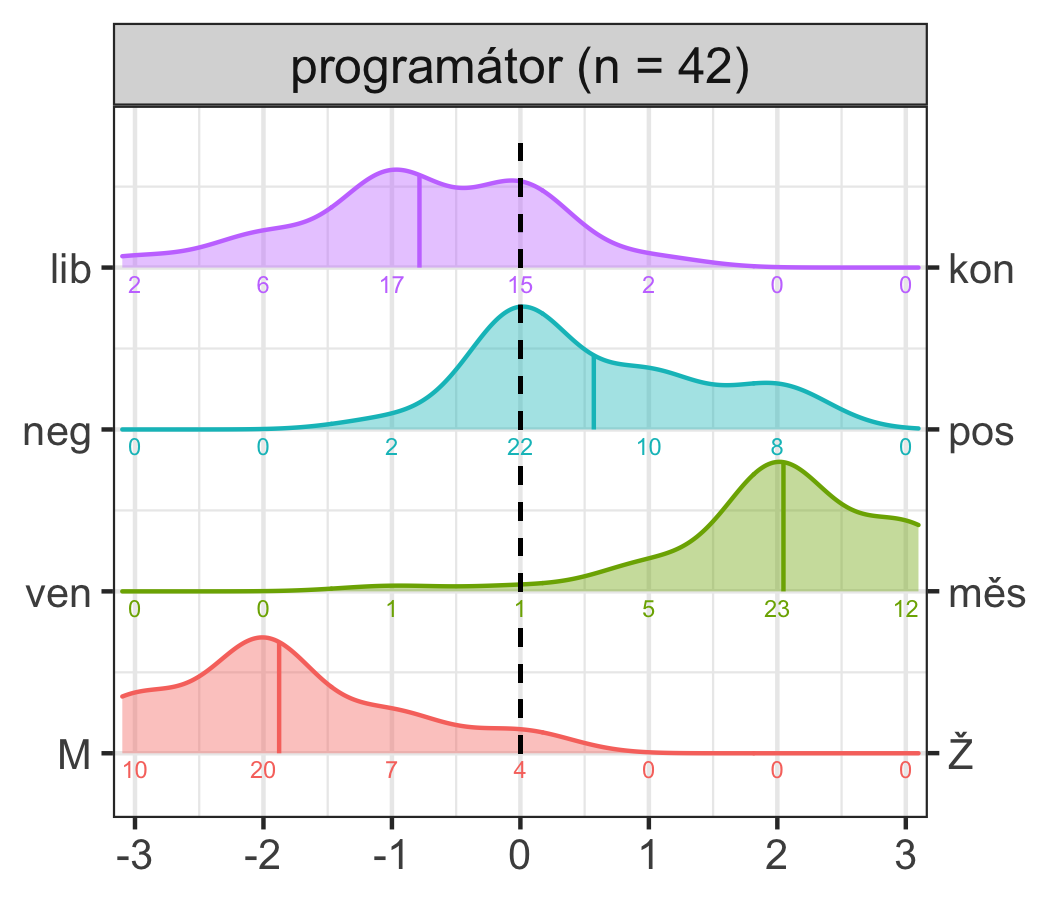 programátor (n = 42)
lib kon
2 6 17 15 2 0 0
neg pos
0 0 2 22 10 8 0
ven měs
0 0 1 1 5 23 12
M Ž
10 20 7 4 0 0 0
-3 -2 -1 0 1 2 3